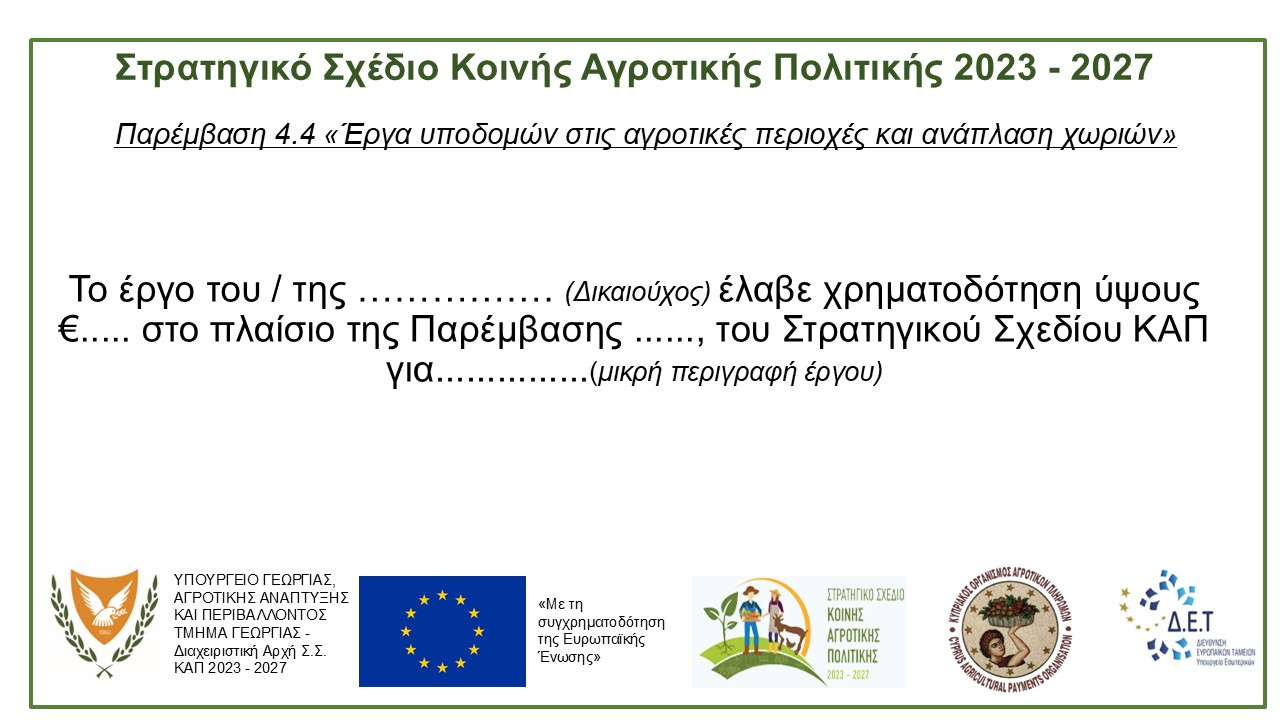 Στρατηγικό Σχέδιο Κοινής Αγροτικής Πολιτικής 2023 - 2027
Παρέμβαση 4.4 «Έργα υποδομών στις αγροτικές περιοχές και ανάπλαση χωριών»
Το έργο του / της ……………. (Δικαιούχος) έλαβε χρηματοδότηση ύψους
€..... στο πλαίσιο της Παρέμβασης ......, του Στρατηγικού Σχεδίου ΚΑΠ
για...............(μικρή περιγραφή έργου)
1960
ΥΠΟΥΡΓΕΙΟ ΓΕΩΡΓΙΑΣ,
ΑΓΡΟΤΙΚΗΣ ΑΝΑΠΤΥΞΗΣ
ΚΑΙ ΠΕΡΙΒΑΛΛΟΝΤΟΣ
ΤΜΗΜΑ ΓΕΩΡΓΙΑΣ -
Διαχειριστική Αρχή Σ.Σ.
ΚΑΠ 2023 - 2027
«Με τη
συγχρηματοδότηση
της Ευρωπαϊκής
Ένωσης»
ΣΤΡΑΤΗΓΙΚΟ ΣΧΕΔΙΟ
ΚΟΙΝΗΣ
ΑΓΡΟΤΙΚΗΣ
ΠΟΛΙΤΙΚΗΣ
2023 - 2027
ΚΥΠΡΙΑΚΟΣ ΟΡΓΑΝΙΣΜΟΣ ΑΓΡΟΤΙΚΩΝ ΠΛΗΡΩΜΩΝ
CYPRUS AGRICULTURAL PAYMENTS ORGANISATION
Δ.Ε.Τ
ΔΙΕΥΘΥΝΣΗ
ΕΥΡΩΠΑΪΚΩΝ ΤΑΜΕΙΩΝ
Υπουργείο Εσωτερικών